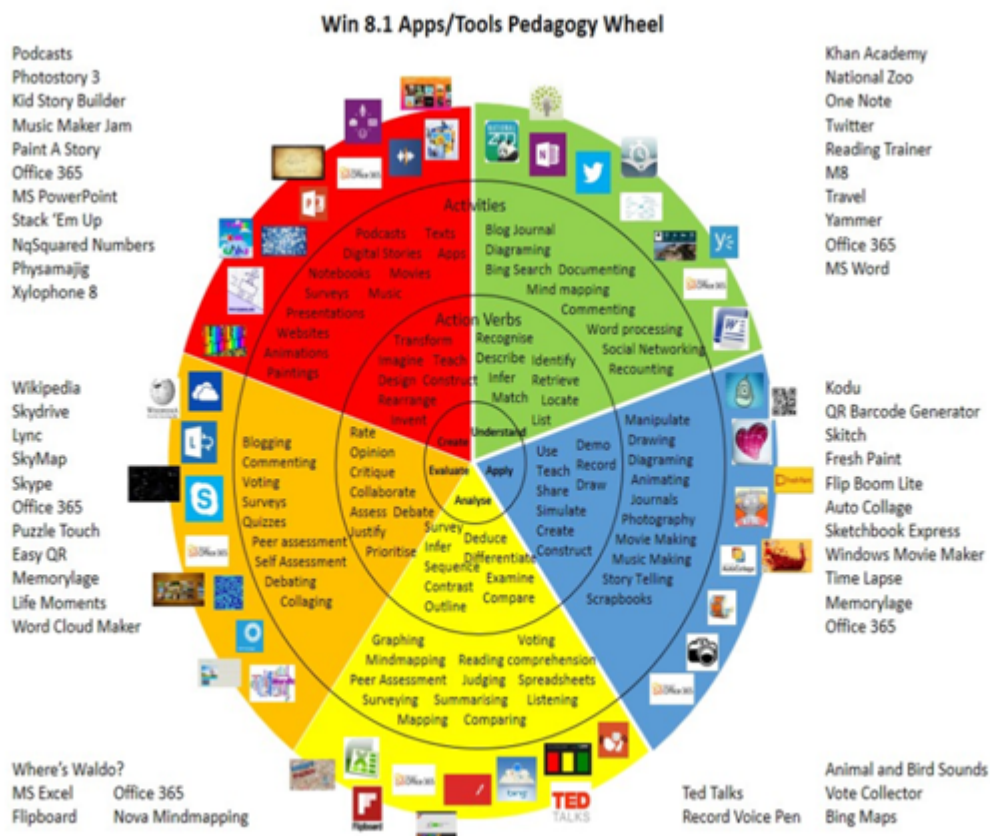 Win 8.1 Apps/Tools Pedagogy Wheel
Podcasts
Photostory 3
Kid Story Builder
Music Maker Jam
Paint A Story
Office 365
MS PowerPoint
Stack 'Em Up
NqSquared Numbers
Physamajig
Xylophone 8
Khan Academy
National Zoo
One Note
Twitter
Reading Trainer
M8
Travel
Yammer
Office 365
MS Word
Activities
Podcasts Texts
Digital Stories Apps
Notebooks Movies
Surveys Music
Presentations
Websites
Animations
Paintings
Blog Journal
Diagraming
Bing Search Documenting
Mind mapping
Commenting
Word processing
Social Networking
Recounting
Action Verbs
Transform
Imagine Teach
Design Construct
Rearrange
Invent
Create
Recognise
Describe Identify
Infer Retrieve
Match Locate
List
Understand
Wikipedia
Skydrive
Lync
SkyMap
Skype
Office 365
Puzzle Touch
Easy QR
Memorylage
Life Moments
Word Cloud Maker
Blogging
Commenting
Voting
Surveys
Quizzes
Peer assessment
Self Assessment
Debating
Collaging
Rate
Opinion
Critique
Collaborate
Assess Debate
Justify
Prioritise
Evaluate
Apply
Analyse
Use Demo
Teach Record
Share Draw
Simulate
Create
Construct
Manipulate
Drawing
Diagraming
Animating
Journals
Photography
Movie Making
Music Making
Story Telling
Scrapbooks
Kodu
QR Barcode Generator
Skitch
Fresh Paint
Flip Boom Lite
Auto Collage
Sketchbook Express
Windows Movie Maker
Time Lapse
Memorylage
Office 365
Survey Deduce
Infer Differentiate
Sequence
Contrast Examine
Outline Compare
Graphing Voting
Mindmapping Reading comprehension
Peer Assessment Judging Spreadsheets
Surveying Summarising Listening
Mapping Comparing
Where's Waldo?
MS Excel Office 365
Flipboard Nova Mindmapping
Flipboard
bing
TED
TALKS
Ted Talks
Record Voice Pen
Animal and Bird Sounds
Vote Collector
Bing Maps